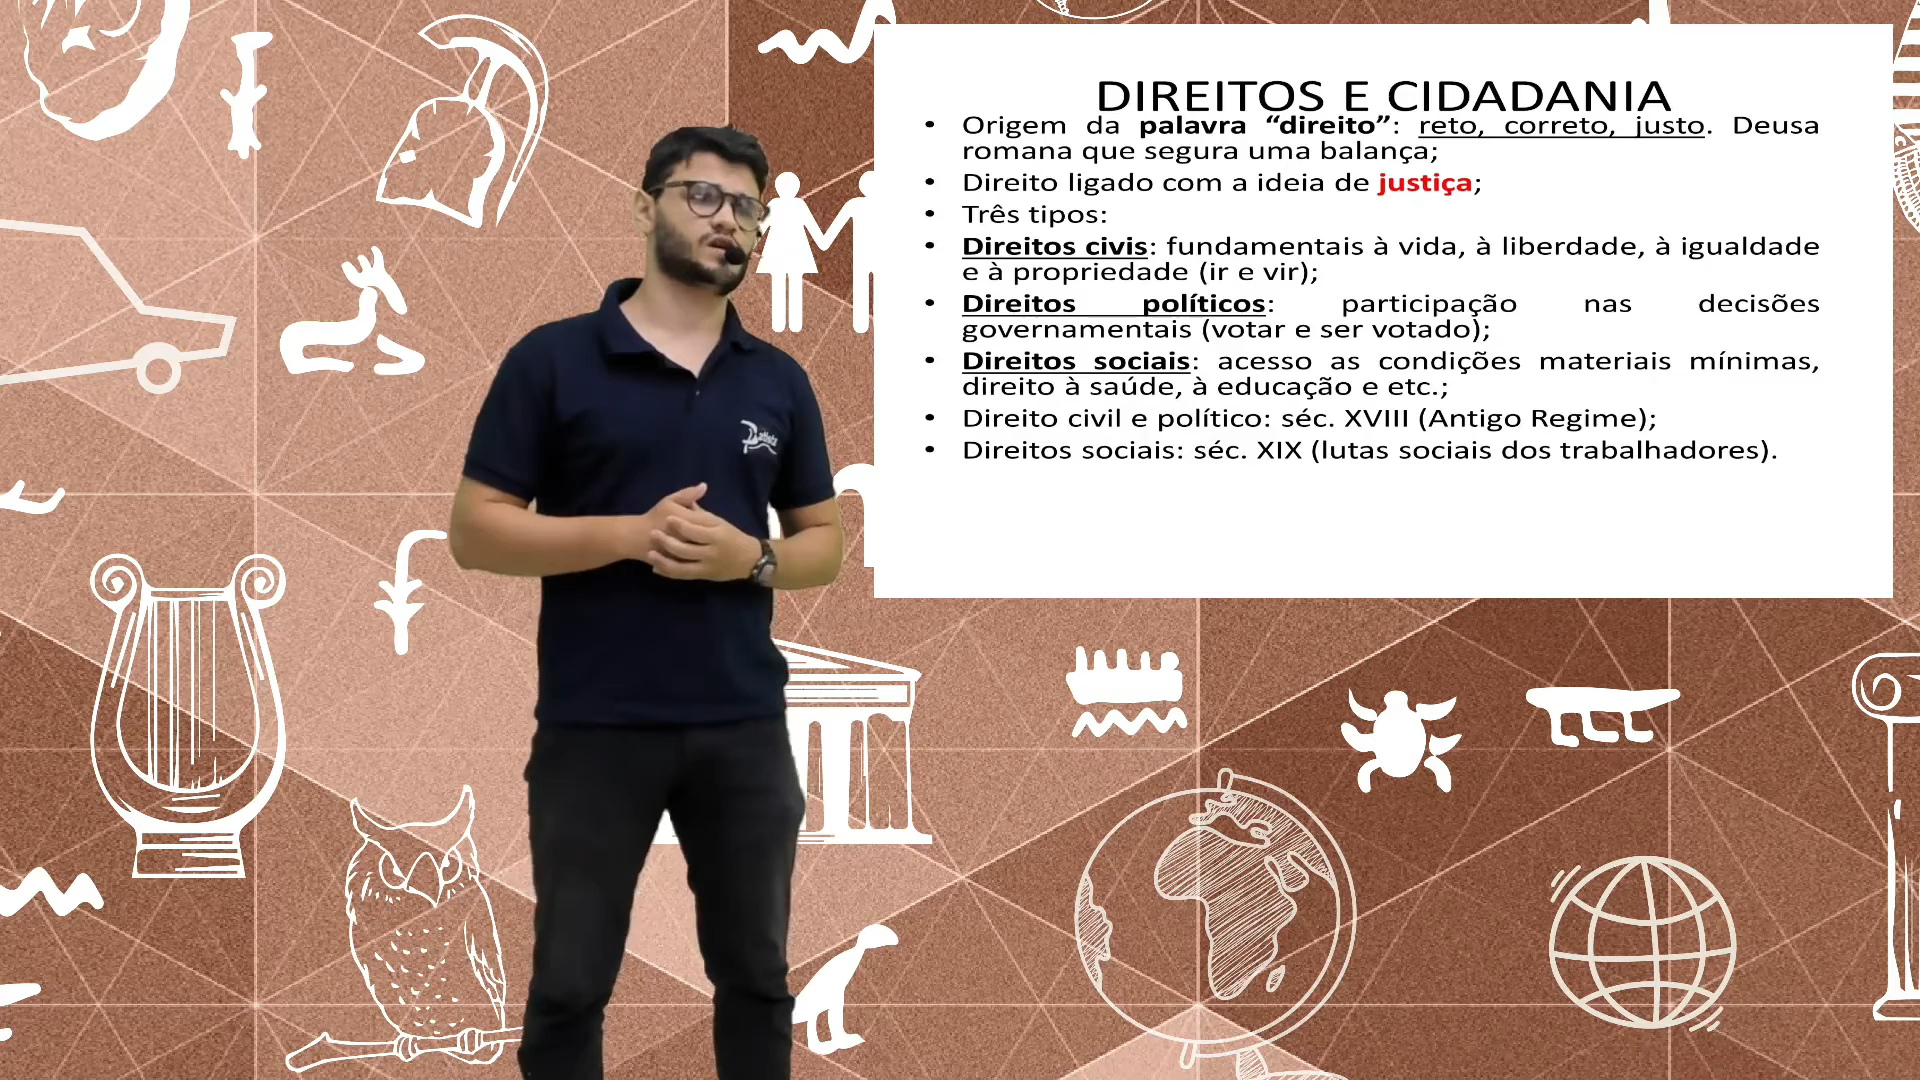 DIREITOS E CIDADANIA
• Origem da palavra “direito”: reto, correto, justo. Deusa
romana que segura uma balança;
• Direito ligado com a ideia de justiça;
• Três tipos:
• Direitos civis: fundamentais à vida, à liberdade, à igualdade
e à propriedade (ir e vir);
• Direitos políticos: participação nas decisões
governamentais (votar e ser votado);
• Direitos sociais: acesso as condições materiais mínimas,
direito à saúde, à educação e etc.;
• Direito civil e político: séc. XVIII (Antigo Regime);
• Direitos sociais: séc. XIX (lutas sociais dos trabalhadores).